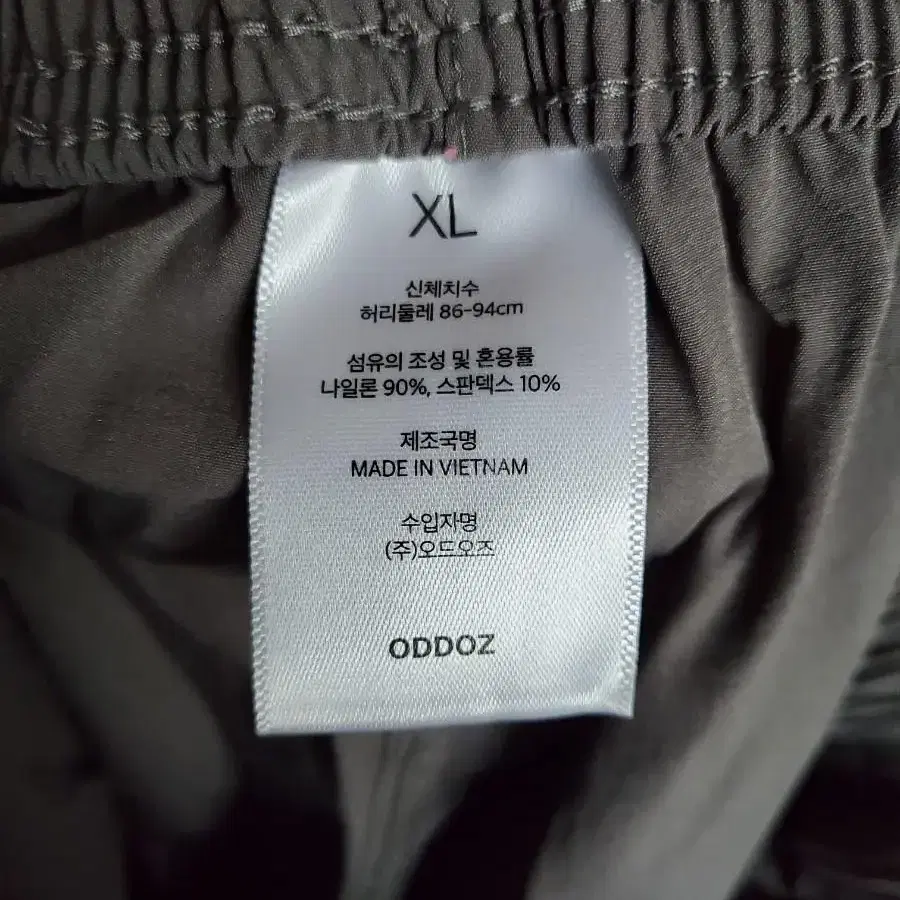 XL
신체치수
허리둘레 86-94cm
섬유의 조성 및 혼용률
나일론 90%, 스판덱스 10%
제조국명
MADE IN VIETNAM
수입자명
(주)오드오즈
ODDOZ